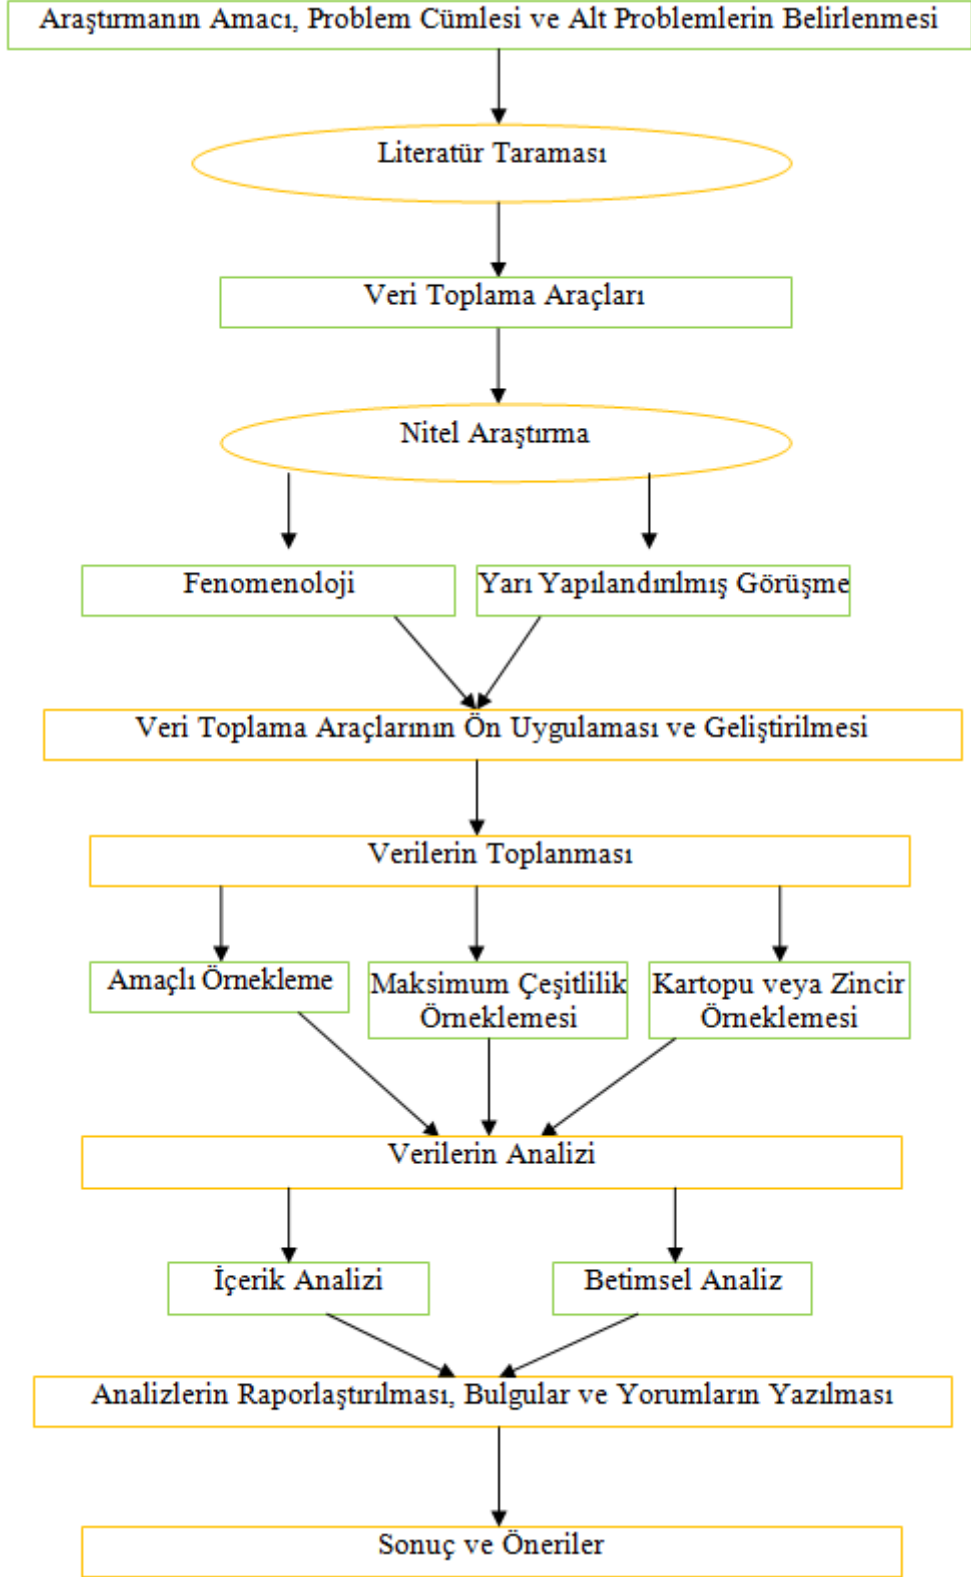 Araştırmanın Amacı, Problem Cümlesi ve Alt Problemlerin Belirlenmesi
Literatür Taraması
Veri Toplama Araçları
Nitel Araştırma
Fenomenoloji
Yarı Yapılandırılmış Görüşme
Veri Toplama Araçlarının Ön Uygulaması ve Geliştirilmesi
Verilerin Toplanması
Amaçlı Örnekleme
Maksimum Çeşitlilik
Örneklemesi
Kartopu veya Zincir
Örneklemesi
Verilerin Analizi
İçerik Analizi
Betimsel Analiz
Analizlerin Raporlaştırılması, Bulgular ve Yorumların Yazılması
Sonuç ve Öneriler